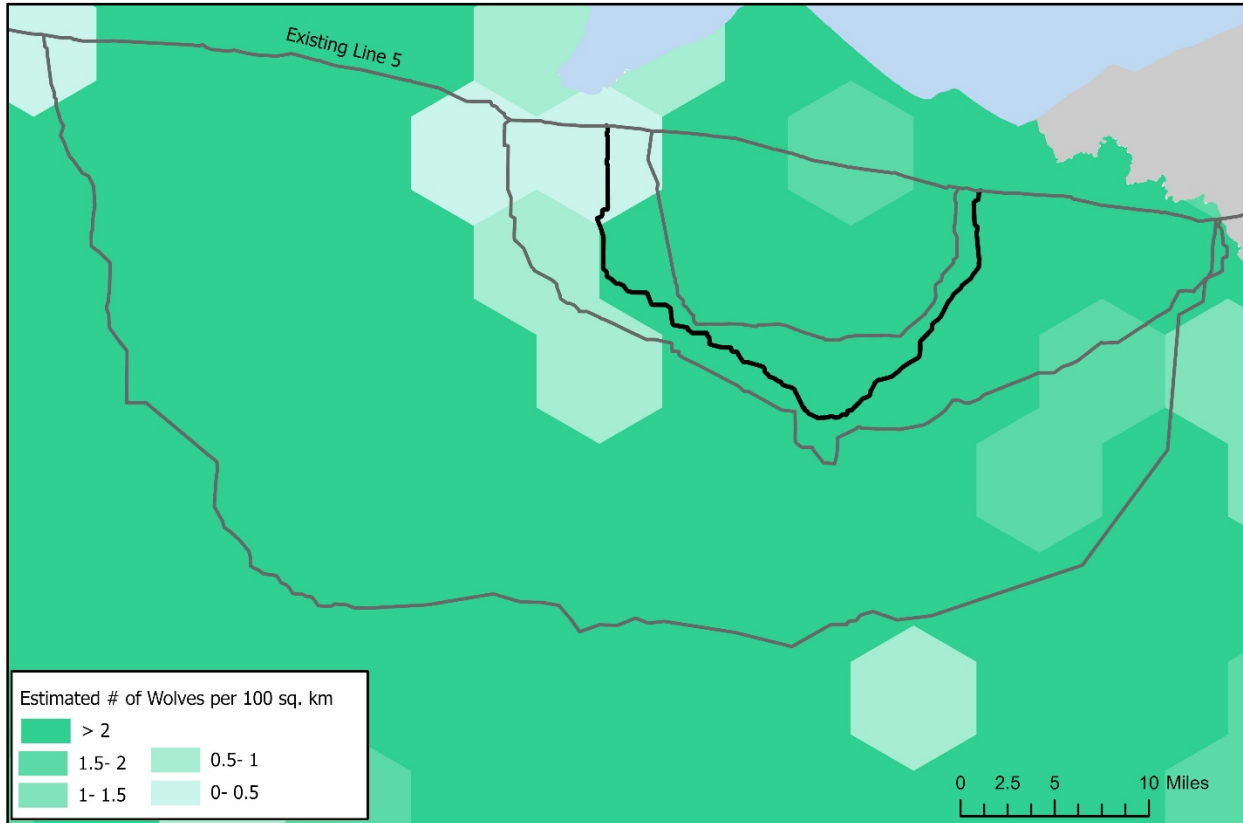 Existing Line 5
Estimated # of Wolves per 100 sq. km
> 2
1.5- 2
1- 1.5
0.5- 1
0- 0.5
0 2.5 5 10 Miles